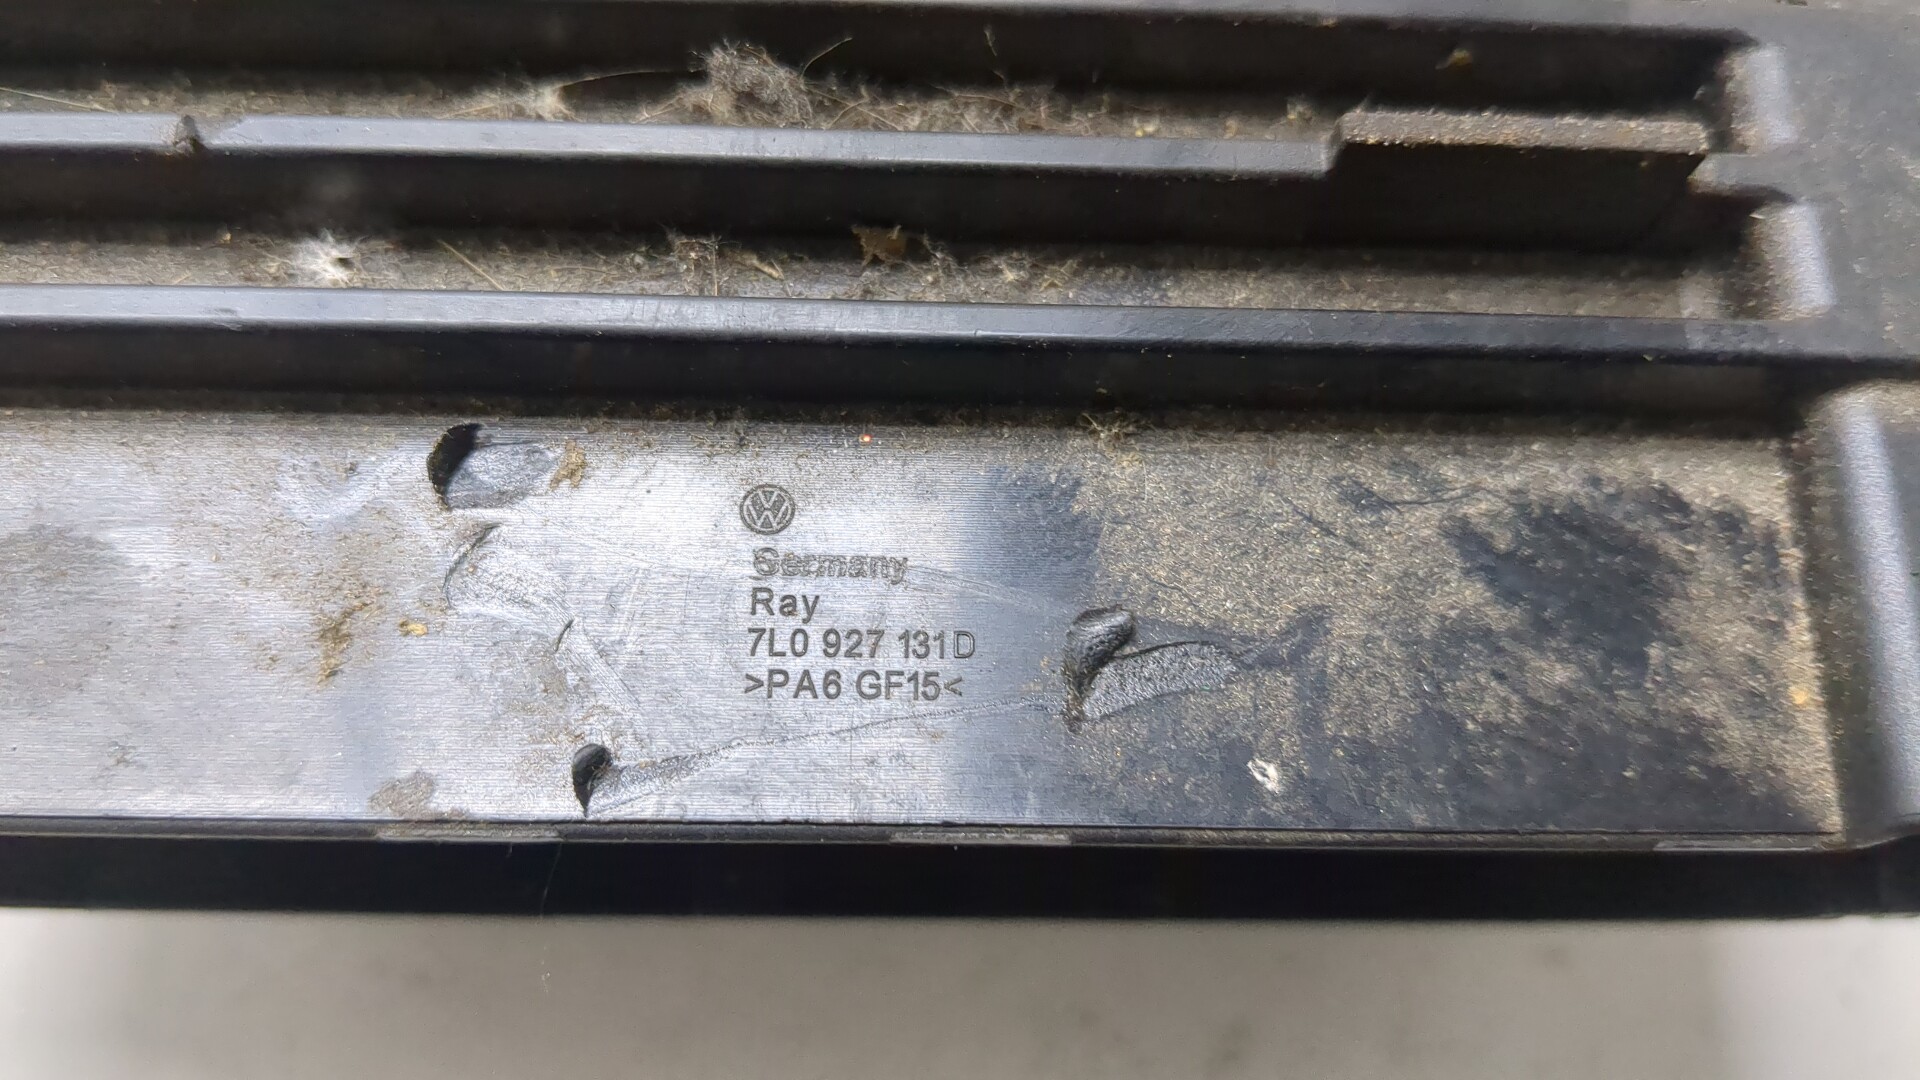 Germany
Ray
7L0 927 131D
>PA6 GF15<